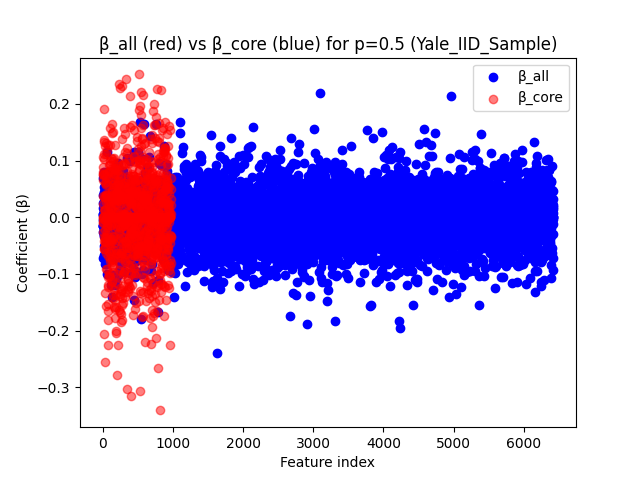 β_all (red) vs β_core (blue) for p=0.5 (Yale_IID_Sample)
β_all
β_core
Coefficient (β)
0.2
0.1
0.0
−0.1
−0.2
−0.3
0 1000 2000 3000 4000 5000 6000
Feature index